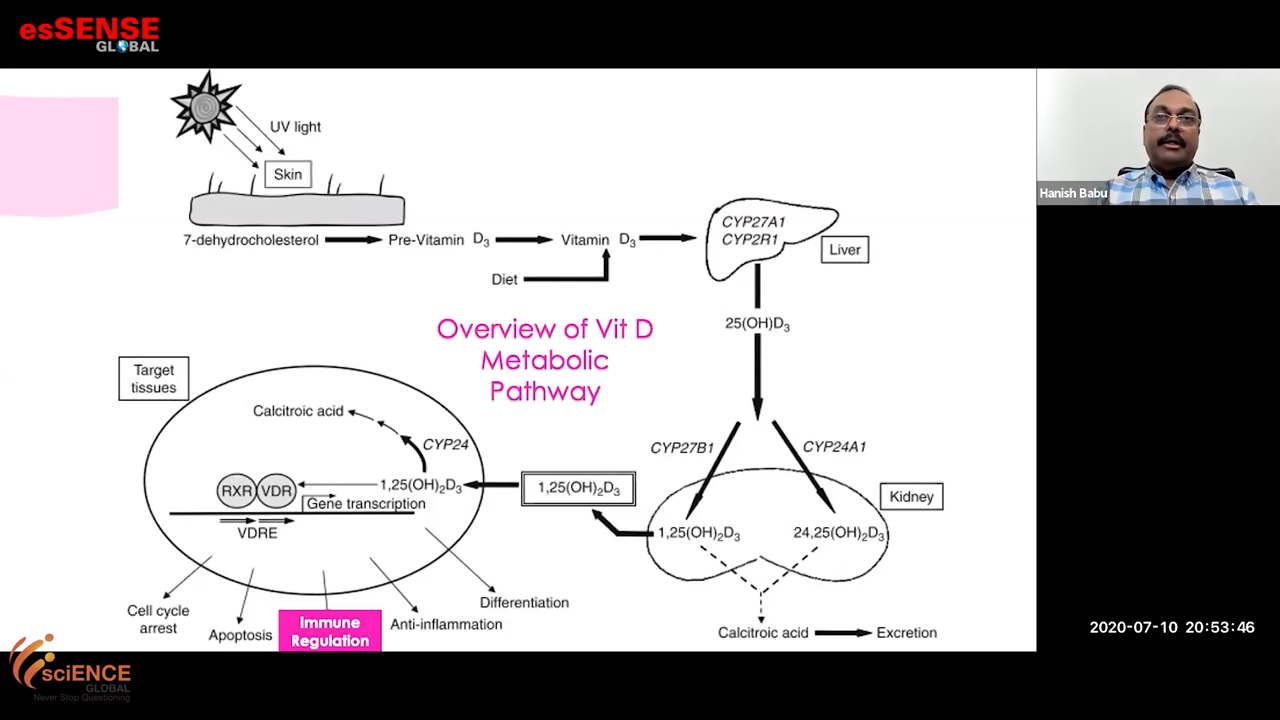 esSENSE
GLOBAL
UV light
Skin
7-dehydrocholesterol
Pre-Vitamin D3
Vitamin D3
CYP27A1
CYP2R1
Liver
Diet
25(OH)D3
Overview of Vit D
Metabolic
Pathway
Target
tissues
Calcitroic acid
CYP24
RXR
VDR
1,25(OH)2D3
Gene transcription
VDRE
1,25(OH)2D3
CYP27B1
CYP24A1
Kidney
1,25(OH)2D3
24,25(OH)2D3
Cell cycle
arrest
Apoptosis
Immune
Regulation
Anti-inflammation
Differentiation
Calcitroic acid
Excretion
Hanish Babu
2020-07-10 20:53:46
sciENCE
GLOBAL
Never Stop Questioning